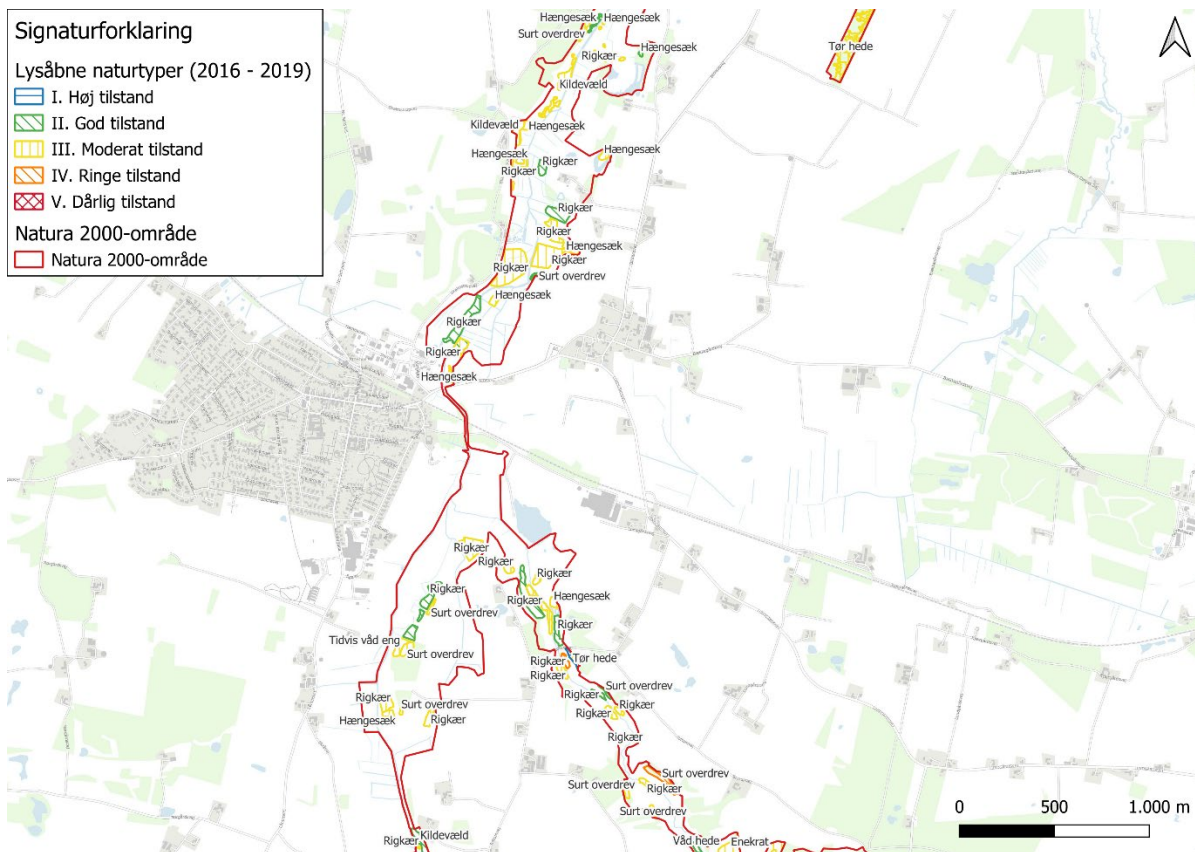 Signaturforklaring
Lysåbne naturtyper (2016 - 2019)
I. Høj tilstand
II. God tilstand
III. Moderat tilstand
IV. Ringe tilstand
V. Dårlig tilstand
Natura 2000-område
Natura 2000-område
Hængesæk Hængesæk
Surt overdrev
Rigkær
Hængesæk
Tør hede
Kildevæld
Kildevæld
Hængesæk
Hængesæk
Rigkær
Rigkær
Hængesæk
Rigkær
Rigkær
Hængesæk
Rigkær
Rigkær
Surt overdrev
Hængesæk
Rigkær
Rigkær
Hængesæk
Rigkær
Rigkær
Rigkær
Rigkær
Surt overdrev
Rigkær
Hængesæk
Rigkær
Tidvis våd eng
Surt overdrev
Rigkær
Tør hede
Rigkær
Rigkær
Surt overdrev
Rigkær
Rigkær
Rigkær
Surt overdrev
Hængesæk
Rigkær
Rigkær
Surt overdrev
Surt overdrev
Rigkær
Surt overdrev
Rigkær
Kildevæld
Våd hede
Enekrat
0 500 1.000 m